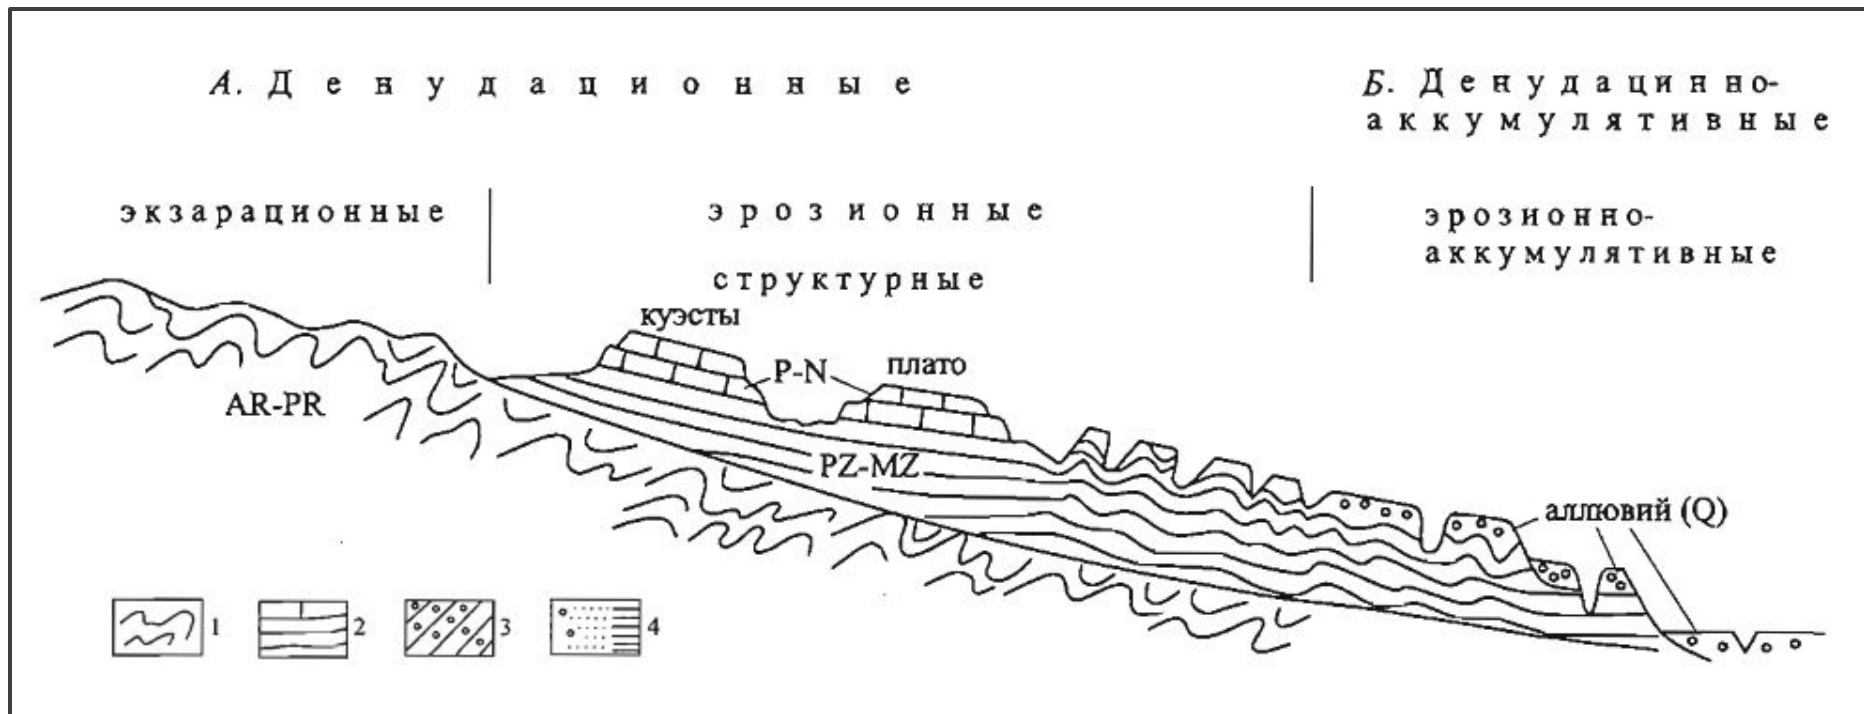 А. Денудационные
Б. Денудацинно-
аккумулятивные
экзарационные
эрозионные
структурные
эрозионно-
аккумулятивные
куэсты
плато
P-N
AR-PR
PZ-MZ
аллювий (Q)
1
2
3
4